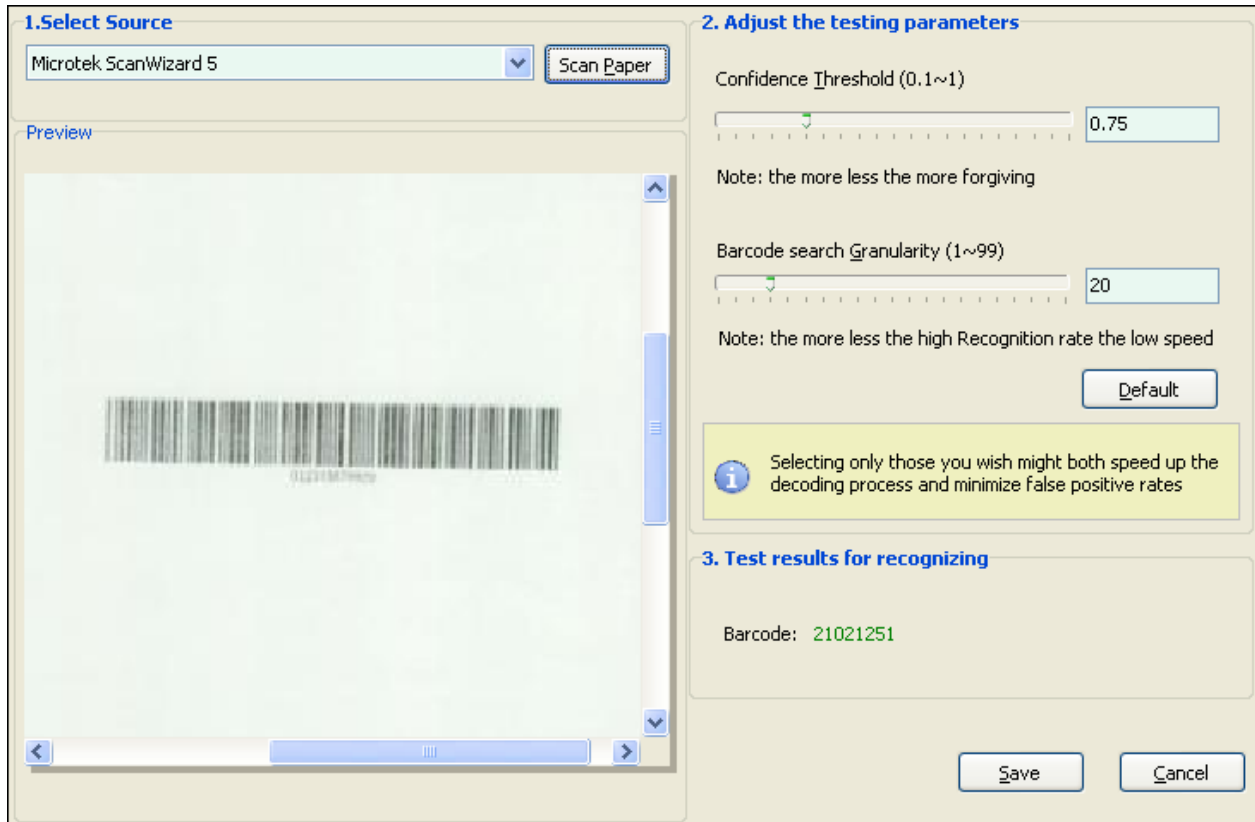 1.Select Source
Microtek ScanWizard 5
Scan Paper
Preview
2. Adjust the testing parameters
Confidence Threshold (0.1~1)
0.75
Note: the more less the more forgiving
Barcode search Granularity (1~99)
20
Note: the more less the high Recognition rate the low speed
Default
Selecting only those you wish might both speed up the
decoding process and minimize false positive rates
3. Test results for recognizing
Barcode: 21021251
Save
Cancel